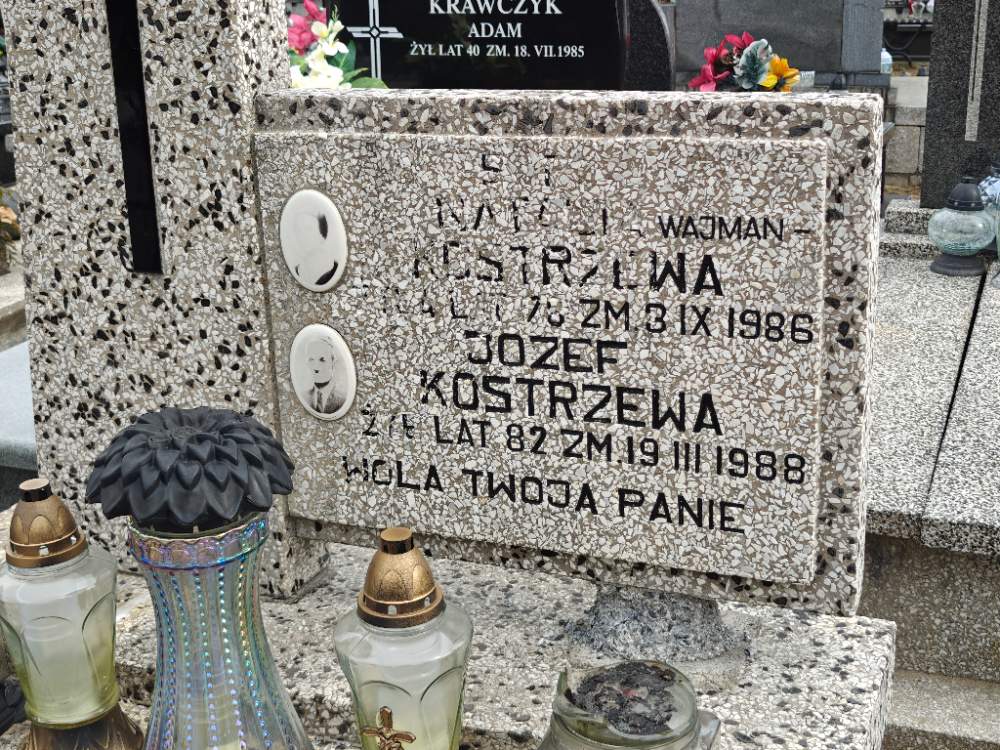 KRAWCZYK
ADAM
ŻYŁ LAT 40 ZM. 18. VII.1985
WAJMAN -
KOSTRZEWA
ZM 3 IX 1986
JÓZEF
KOSTRZEWA
ŻYŁ LAT 82 ZM.19 III 1988
WOLA TWOJA PANIE